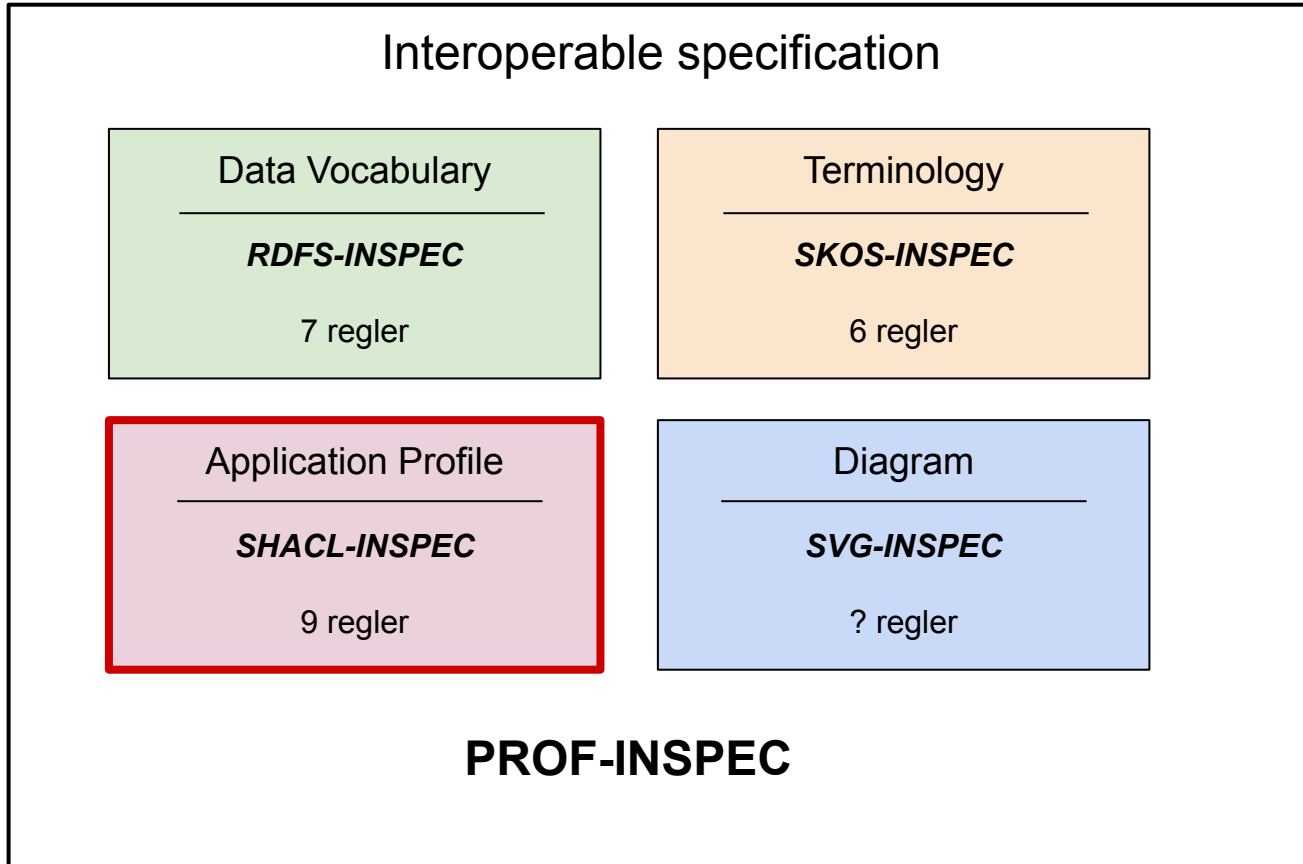 Interoperable specification
Data Vocabulary
RDFS-INSPEC
7 regler
Terminology
SKOS-INSPEC
6 regler
Application Profile
SHACL-INSPEC
9 regler
Diagram
SVG-INSPEC
? regler
PROF-INSPEC